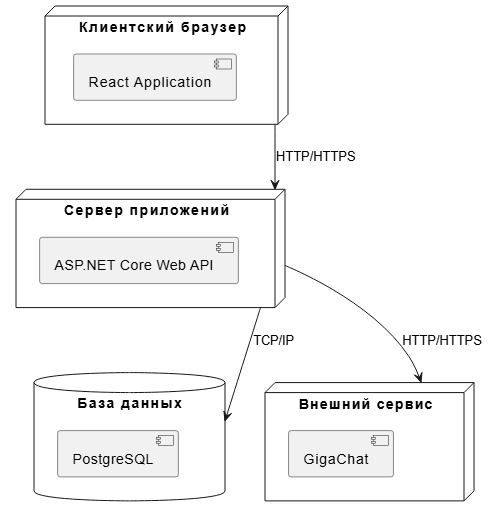 Клиентский браузер
React Application
HTTP/HTTPS
Сервер приложений
ASP.NET Core Web API
TCP/IP
HTTP/HTTPS
База данных
PostgreSQL
Внешний сервис
GigaChat